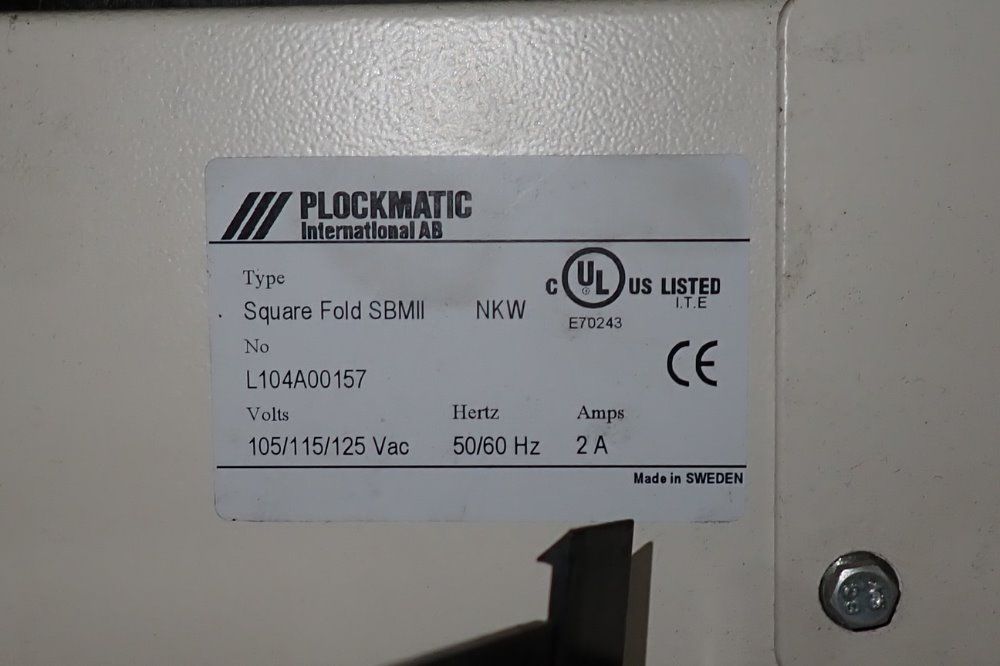 PLOCKMATIC
International AB
Type
Square Fold SBMII NKW
C UL US LISTED
I.T.E
E70243
No
L104A00157
CE
Volts Hertz Amps
105/115/125 Vac 50/60 Hz 2 A
Made in SWEDEN